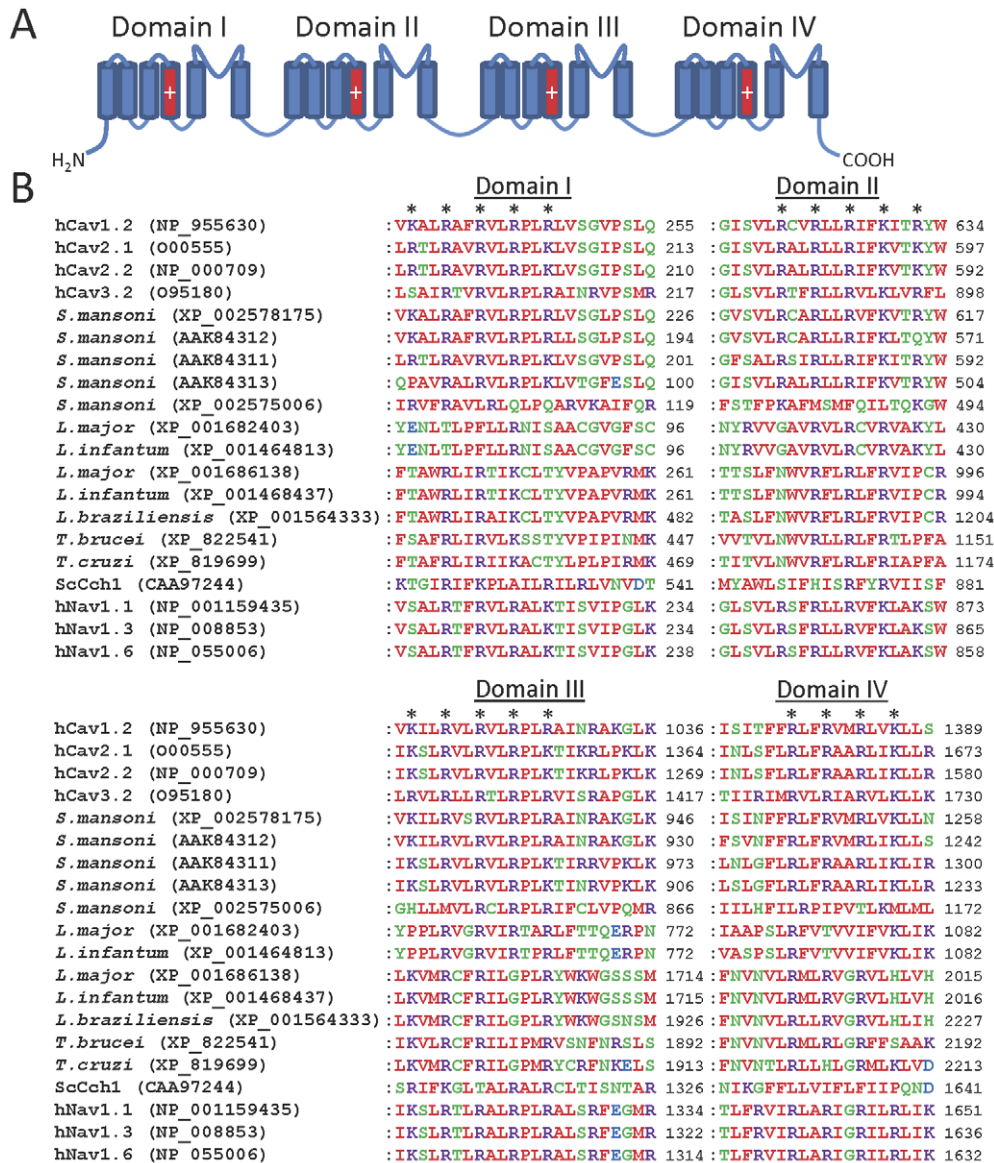 A
Domain I Domain II Domain III Domain IV
+ + + +
H2N COOH
B
Domain I Domain II
* * * * * * * * * *
hCav1.2 (NP_955630) :VKALRAFRVLRPLRLVSGVPSLQ 255 :GISVLRCVRLLRIFKITRYW 634
hCav2.1 (O00555) :LRTLRAVRVLRPLKLVSGIPSLQ 213 :GISVLRALRLLRIFKVTKYW 597
hCav2.2 (NP_000709) :LRTLRAVRVLRPLKLVSGIPSLQ 210 :GISVLRALRLLRIFKVTKYW 592
hCav3.2 (O95180) :LSAIRTVRVLRPLRAINRVPSMR 217 :GLSVLRTFRLLRVLKLVRFL 898
S.mansoni (XP_002578175) :VKALRAFRVLRPLRLVSGLPSLQ 226 :GVSVLRCARLLRVFKVTRYW 617
S.mansoni (AAK84312) :VKALRAFRVLRPLRLLSGVPSLQ 194 :GISVLRCARLLRIFKLTQYW 571
S.mansoni (AAK84311) :LRTLRAVRVLRPLKLVSGVPSLQ 201 :GFSALRSIRLLRIFKVTRYW 592
S.mansoni (AAK84313) :QPAVRALRVLRPLKLVTGFESLQ 100 :GISVLRALRLLRIFKVTRYW 504
S.mansoni (XP_002575006) :IRVFRAVLRLQLPQARVKAIFQR 119 :FSTFPKAFMSMFQILTQKGW 494
L.major (XP_001682403) :YENLTLPFLLRNISAACGVGFSC 96 :NYRVVGAVRVLRCVRVAKYL 430
L.infantum (XP_001464813) :YENLTLPFLLRNISAACGVGFSC 96 :NYRVVGAVRVLRCVRVAKYL 430
L.major (XP_001686138) :FTAWRLIRTIKCLTYVPAPVRMK 261 :TTSLFNWVRFLRLFRVIPCR 996
L.infantum (XP_001468437) :FTAWRLIRTIKCLTYVPAPVRMK 261 :TTSLFNWVRFLRLFRVIPCR 994
L.braziliensis (XP_001564333) :FTAWRLIRAIKCLTYVPAPVRMK 482 :TASLFNWVRFLRLFRVIPCR 1204
T.brucei (XP_822541) :FSAFRLIRVLKSSTYVPIPINMK 447 :VVTVLNWVRLLRLFRTLPFA 1151
T.cruzi (XP_819699) :FTAFRLIRIIKACTYLPLPIPMK 469 :ITTVLNWVRFLRLFRVIPFA 1174
ScCch1 (CAA97244) :KTGIRIFKPLAILRILRLVNVDT 541 :MYAWLSIFHISRFYRVIISF 881
hNav1.1 (NP_001159435) :VSALRTFRVLRALKTISVIPGLK 234 :GLSVLRSFRLLRVFKLAKSW 873
hNav1.3 (NP_008853) :VSALRTFRVLRALKTISVIPGLK 234 :GLSVLRSFRLLRVFKLAKSW 865
hNav1.6 (NP_055006) :VSALRTFRVLRALKTISVIPGLK 238 :GLSVLRSFRLLRVFKLAKSW 858
Domain III Domain IV
* * * * * * * * *
hCav1.2 (NP_955630) :VKILRVLRVLRPLRAINRAKGLK 1036 :ISITFFRLFRVMRLVKLLS 1389
hCav2.1 (O00555) :IKSLRVLRVLRPLKTIKRLPKLK 1364 :INLSFLRLFRAARLIKLLR 1673
hCav2.2 (NP_000709) :IKSLRVLRVLRPLKTIKRLPKLK 1269 :INLSFLRLFRAARLIKLLR 1580
hCav3.2 (O95180) :LRVLRLLRTLRPLRVISRAPGLK 1417 :TIIRIMRVLRIARVLKLLK 1730
S.mansoni (XP_002578175) :VKILRVSRVLRPLRAINRAKGLK 946 :ISINFFRLFRVMRLVKLLN 1258
S.mansoni (AAK84312) :VKILRVLRVLRPLRAINRAKGLK 930 :FSVNFFRLFRVMRLVKLLS 1242
S.mansoni (AAK84311) :IKSLRVLRVLRPLKTIRRVPKLK 973 :LNLGFLRLFRAARLIKLIR 1300
S.mansoni (AAK84313) :IKSLRVLRVLRPLKTINRVPKLK 906 :LSLGFLRLFRAARLIKLLR 1233
S.mansoni (XP_002575006) :GHLLMVLRCLRPLRIFCLVPQMR 866 :IILHFILRPIPVTLKMLML 1172
L.major (XP_001682403) :YPPLRVGRVIRTARLFTTQERPN 772 :IAAPSLRFVTVVIFVKLIK 1082
L.infantum (XP_001464813) :YPPLRVGRVIRTPRLFTTQERPN 772 :VASPSLRFVTVIIFVKLIK 1082
L.major (XP_001686138) :LKVMRCFRILGPLRYWKWGSSSM 1714 :FNVNVLRMLRVGRVLHLVH 2015
L.infantum (XP_001468437) :LKVMRCFRILGPLRYWKWGSSSM 1715 :FNVNVLRMLRVGRVLHLVH 2016
L.braziliensis (XP_001564333) :LKVMRCFRILGPLRYWKWGSNSM 1926 :FNVNVLRLLRVGRVLHLIH 2227
T.brucei (XP_822541) :IKVLRCFRILIPMRVSNFNRSLS 1892 :FNVNVLRMLRLGRFFSAAK 2192
T.cruzi (XP_819699) :LKVMRCFRILGPMRYCRFNKELS 1913 :FNVNTLRLLHLGRMLKLVD 2213
ScCch1 (CAA97244) :SRIFKGLTALRALRCLTISNTAR 1326 :NIKGFFLLVIFLFIIPQND 1641
hNav1.1 (NP_001159435) :IKSLRTLRALRPLRALSRFEGMR 1334 :TLFRVIRLARIGRILRLIK 1651
hNav1.3 (NP_008853) :IKSLRTLRALRPLRALSRFEGMR 1322 :TLFRVIRLARIGRILRLIK 1636
hNav1.6 (NP_055006) :IKSLRTLRALRPLRALSRFEGMR 1314 :TLFRVIRLARIGRILRLIK 1632